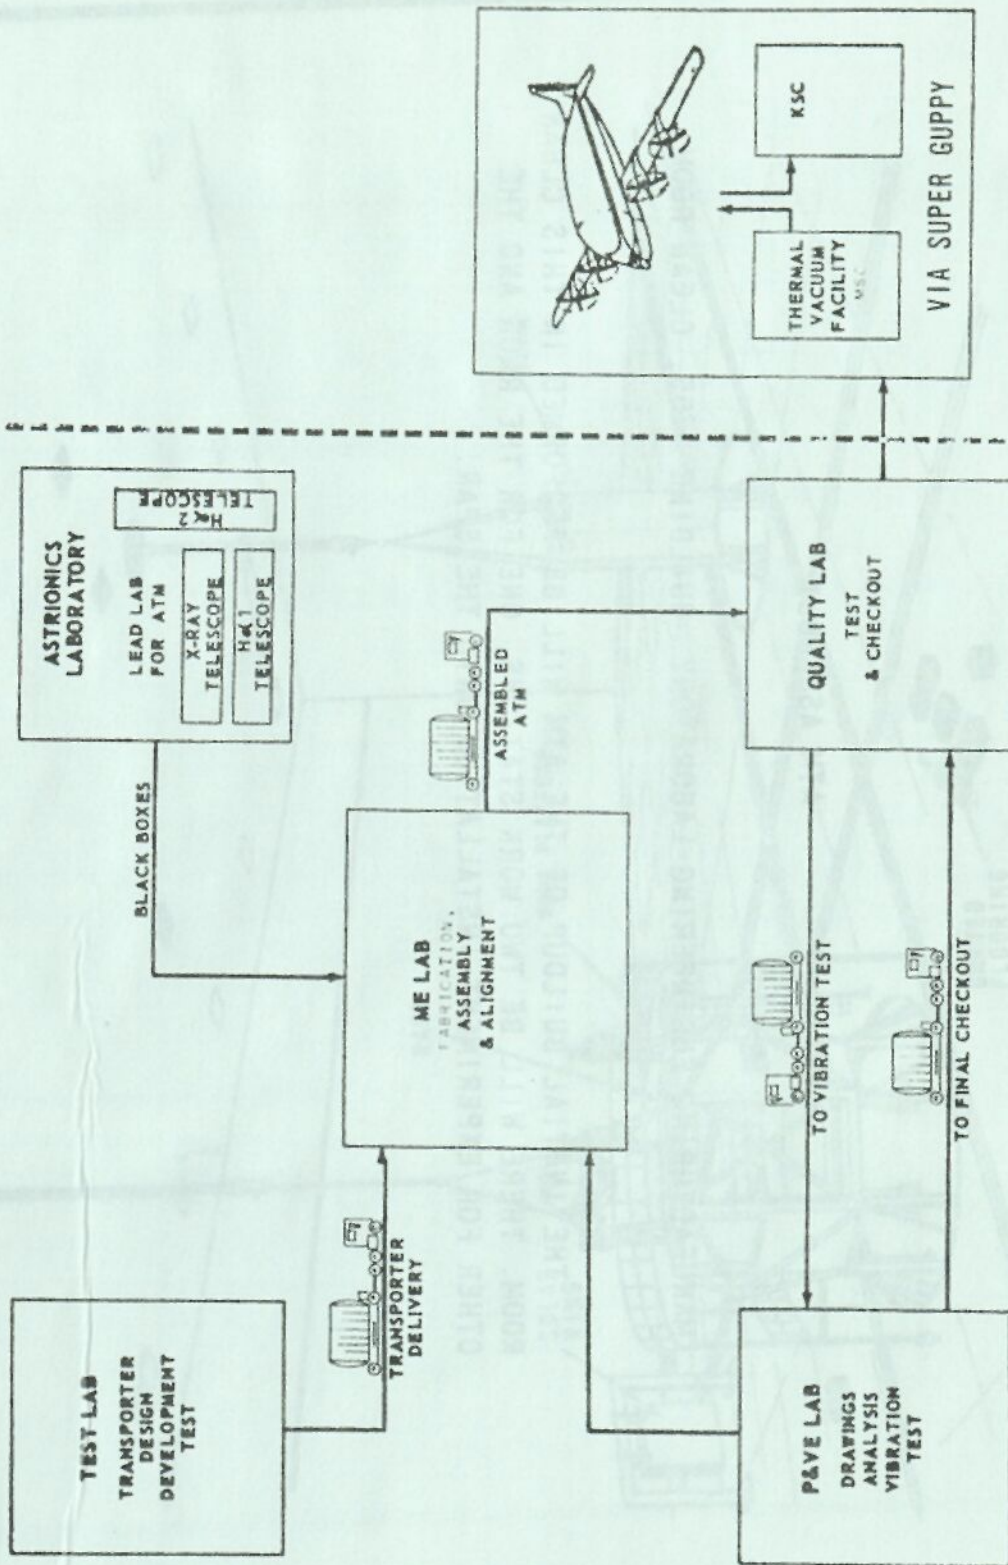 TEST LAB
TRANSPORTER
DESIGN
DEVELOPMENT
TEST
TRANSPORTER
DELIVERY
BLACK BOXES
ASTRIONICS
LABORATORY
LEAD LAB
FOR ATM
X-RAY
TELESCOPE
Hα1
TELESCOPE
Hα2
TELESCOPE
ME LAB
FABRICATION,
ASSEMBLY
& ALIGNMENT
ASSEMBLED
ATM
P&VE LAB
DRAWINGS
ANALYSIS
VIBRATION
TEST
TO VIBRATION TEST
TO FINAL CHECKOUT
QUALITY LAB
TEST
& CHECKOUT
THERMAL
VACUUM
FACILITY
MSC
KSC
VIA SUPER GUPPY